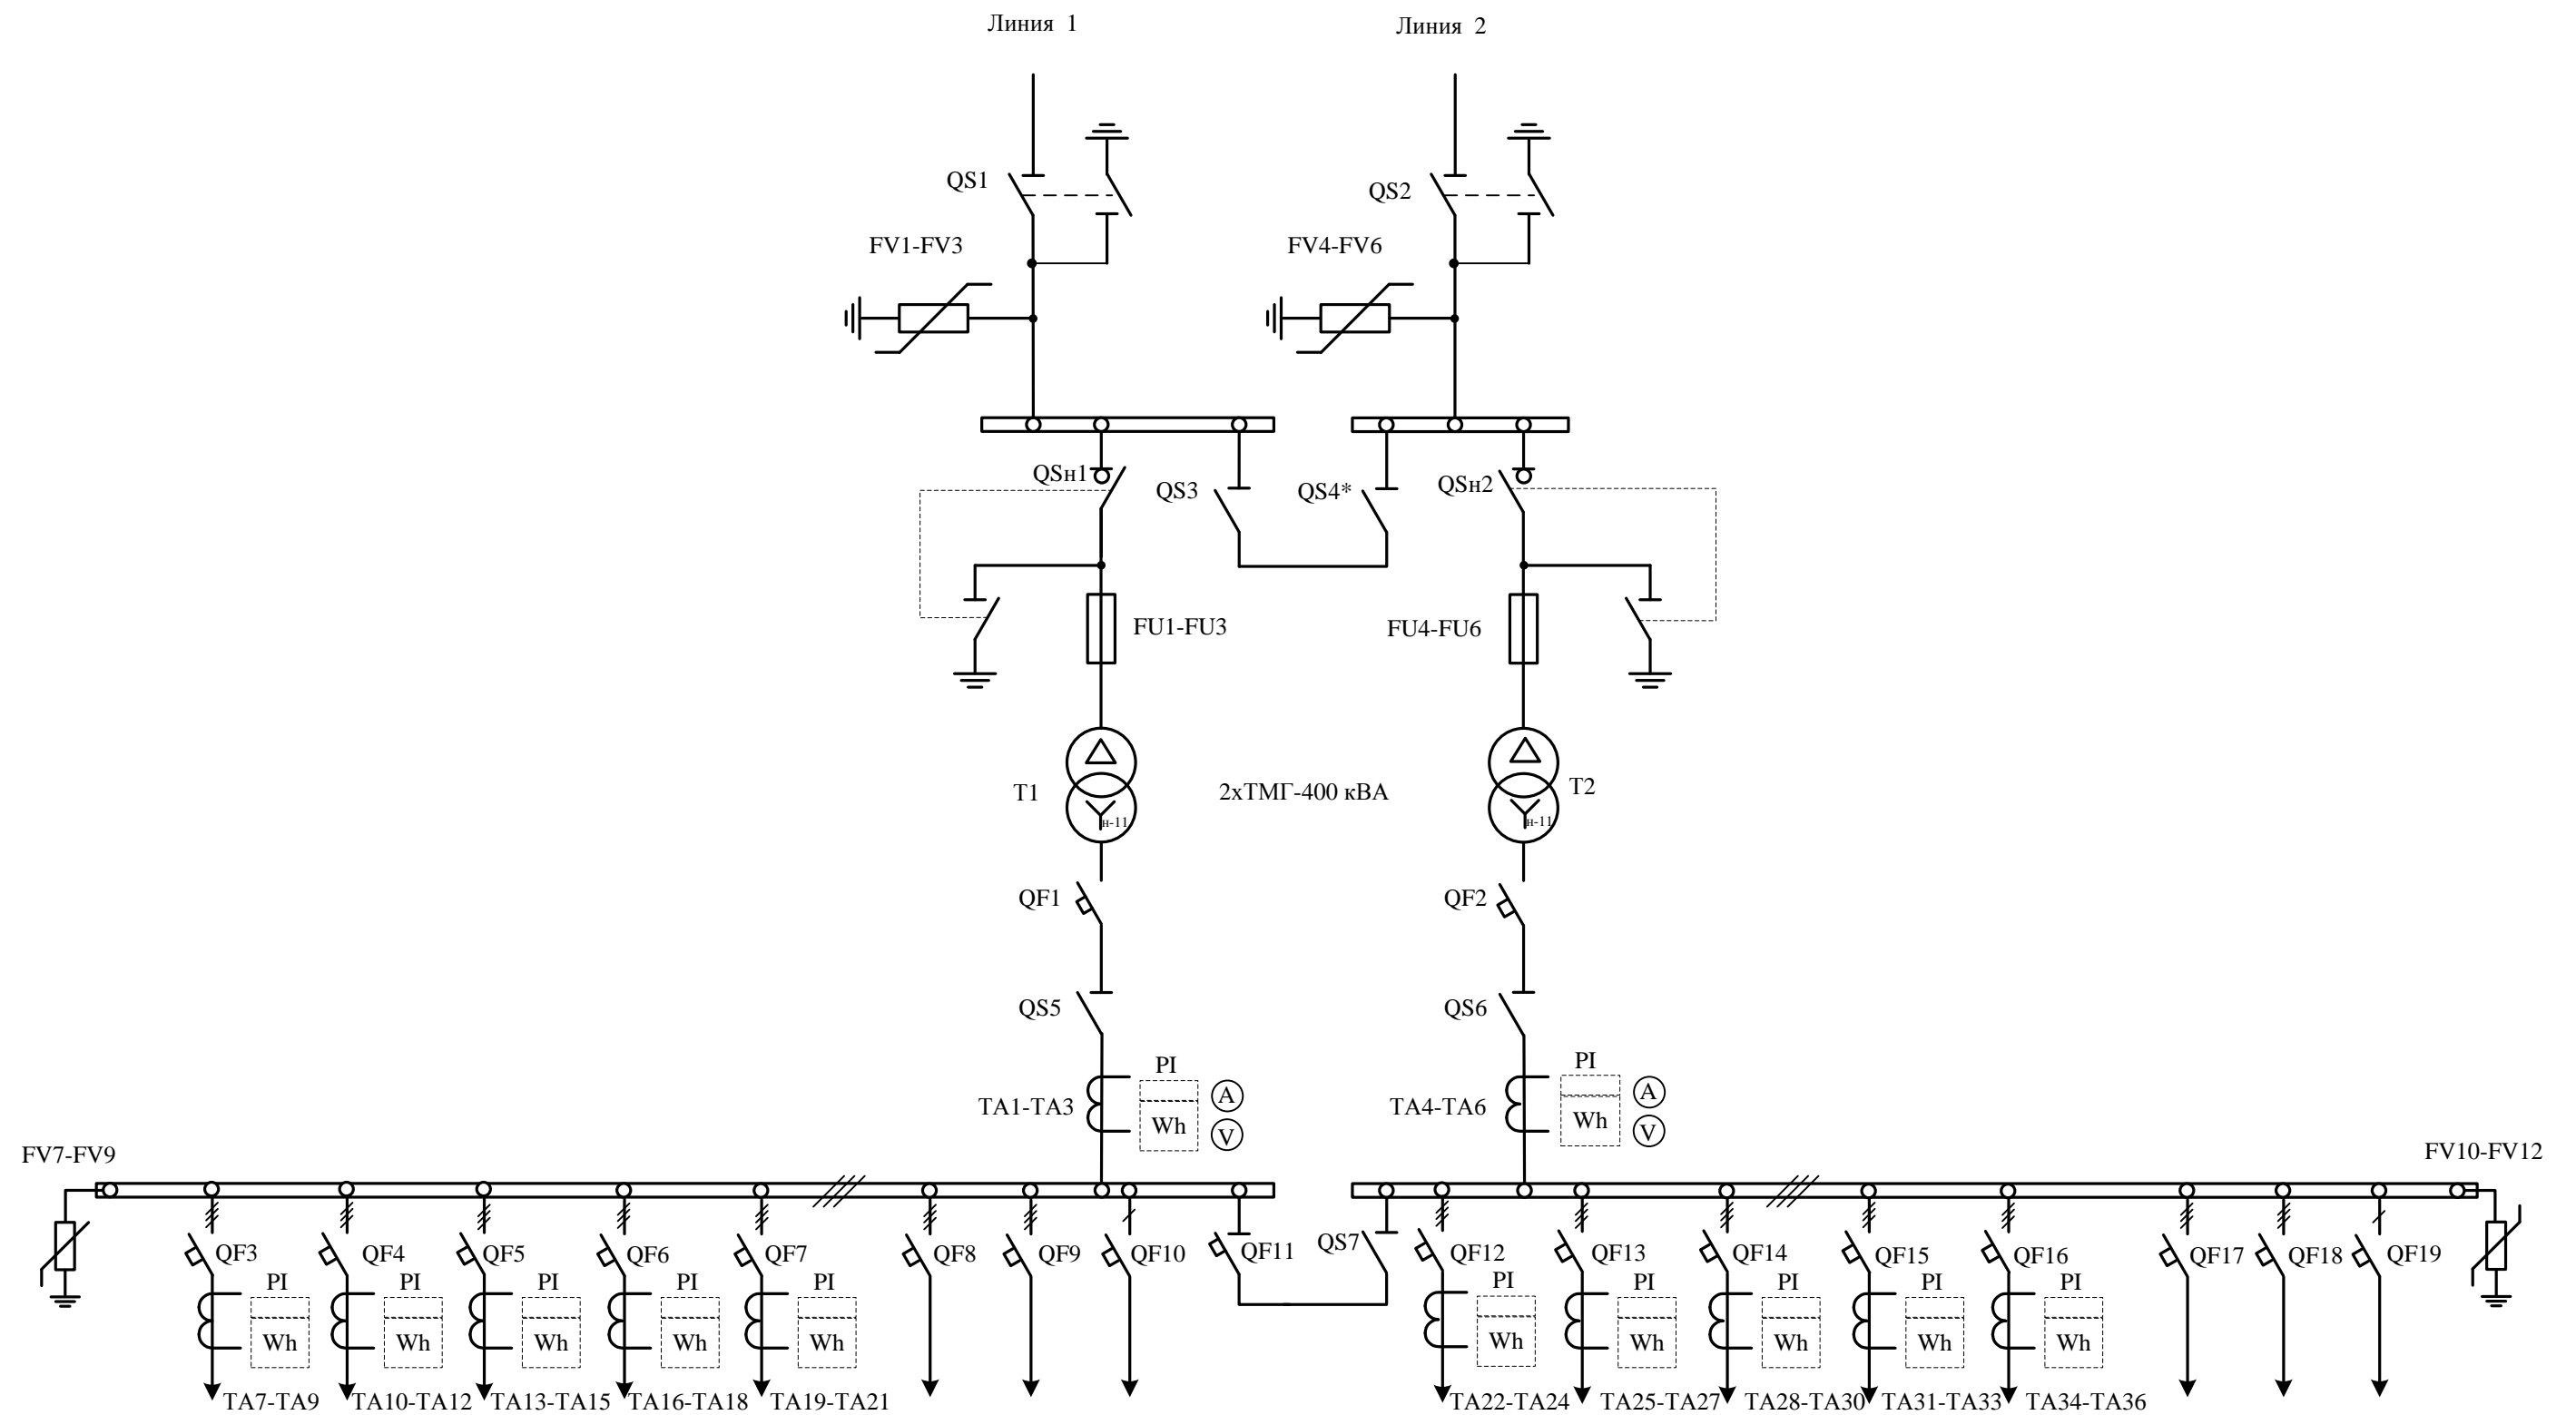 Линия 1
Линия 2
QS1
QS2
FV1-FV3
FV4-FV6
QSн1
QS3
QS4*
QSн2
FU1-FU3
FU4-FU6
T1
н-11
2хТМГ-400 кВА
T2
н-11
QF1
QF2
QS5
QS6
PI
Wh
A
V
PI
Wh
A
V
TA1-TA3
TA4-TA6
FV7-FV9
FV10-FV12
QF3
QF4
QF5
QF6
QF7
QF8
QF9
QF10
QF11
QS7
QF12
QF13
QF14
QF15
QF16
QF17
QF18
QF19
PI
PI
PI
PI
PI
PI
PI
PI
PI
PI
Wh
Wh
Wh
Wh
Wh
Wh
Wh
Wh
Wh
Wh
TA7-TA9
TA10-TA12
TA13-TA15
TA16-TA18
TA19-TA21
TA22-TA24
TA25-TA27
TA28-TA30
TA31-TA33
TA34-TA36